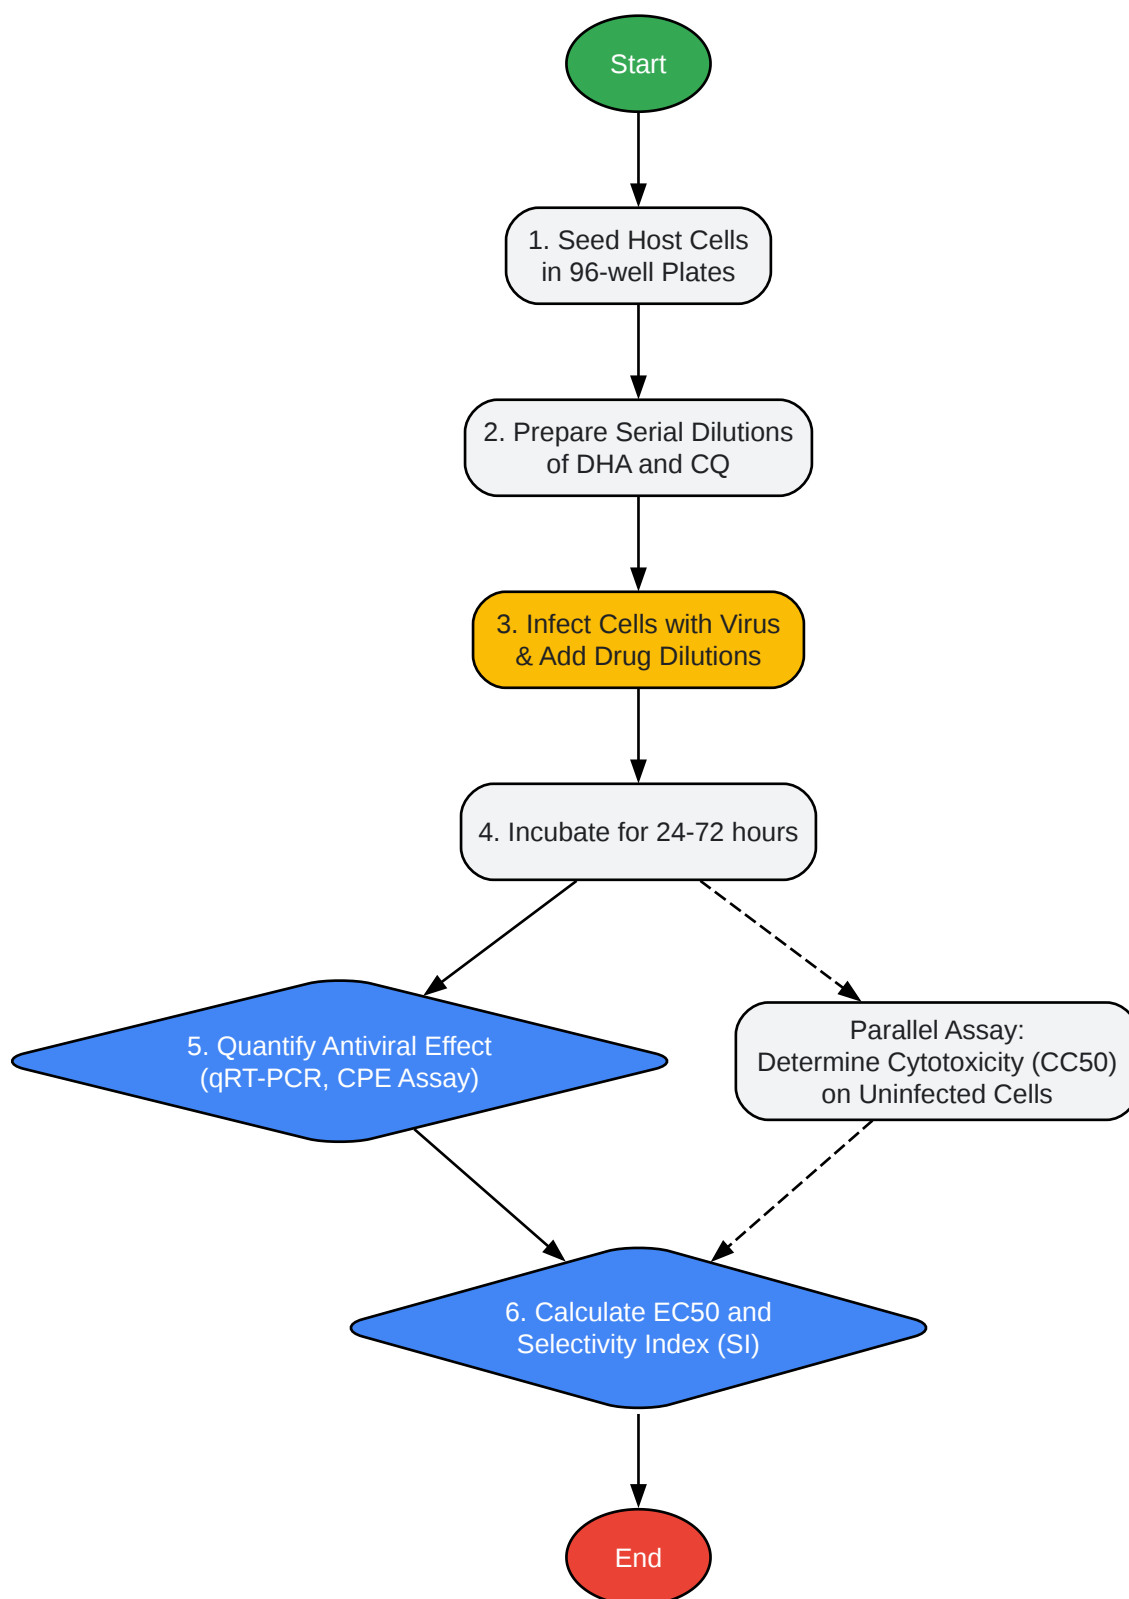 Start
1. Seed Host Cells
in 96-well Plates
2. Prepare Serial Dilutions
of DHA and CQ
3. Infect Cells with Virus
& Add Drug Dilutions
4. Incubate for 24-72 hours
5. Quantify Antiviral Effect
(qRT-PCR, CPE Assay)
Parallel Assay:
Determine Cytotoxicity (CC50)
on Uninfected Cells
6. Calculate EC50 and
Selectivity Index (SI)
End